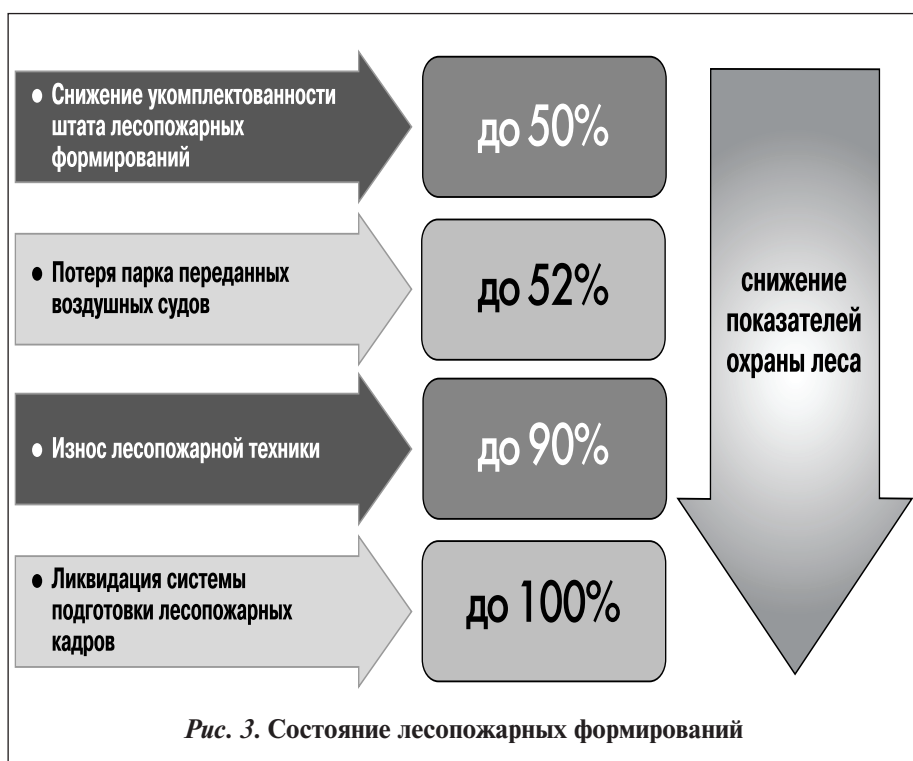 • Снижение укомплектованности
штата лесопожарных
формирований
до 50%
• Потеря парка переданных
воздушных судов
до 52%
• Износ лесопожарной техники
до 90%
• Ликвидация системы
подготовки лесопожарных
кадров
до 100%
снижение
показателей
охраны леса
Рис. 3. Состояние лесопожарных формирований